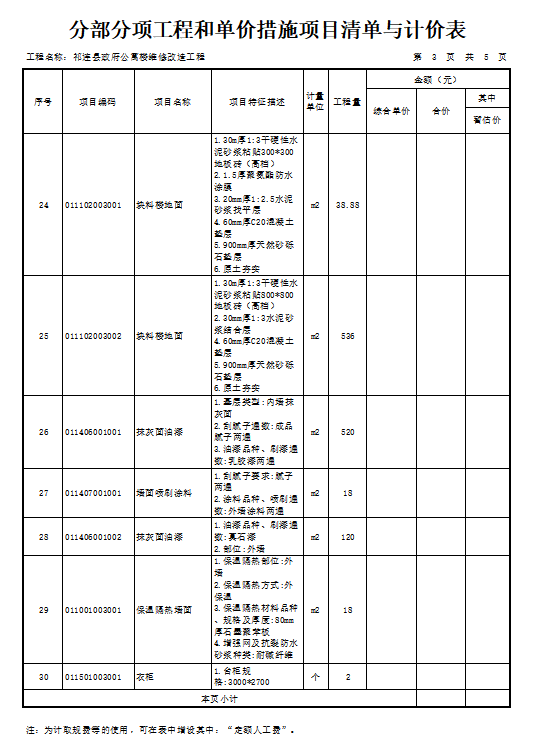 分部分项工程和单价措施项目清单与计价表
工程名称：祁连县政府公寓楼维修改造工程 第 3 页 共 5 页
序号 项目编码 项目名称 项目特征描述 计量单位 工程量 金额（元）
综合单价 合价 其中
暂估价
24 011102003001 块料楼地面 m2 38.88
1.30m厚1:3干硬性水
泥砂浆粘贴300*300
地板砖（高档）
2.1.5厚聚氨酯防水
涂膜
3.20mm厚1:2.5水泥
砂浆找平层
4.60mm厚C20混凝土
垫层
5.900mm厚天然砂砾
石垫层
6.原土夯实
25 011102003002 块料楼地面 m2 536
1.30m厚1:3干硬性水
泥砂浆粘贴800*800
地板砖（高档）
2.30mm厚1:3水泥砂
浆结合层
4.60mm厚C20混凝土
垫层
5.900mm厚天然砂砾
石垫层
6.原土夯实
26 011406001001 抹灰面油漆 m2 520
1.基层类型:内墙抹
灰面
2.刮腻子遍数:成品
腻子两遍
3.油漆品种、刷漆遍
数:乳胶漆两遍
27 011407001001 墙面喷刷涂料 m2 18
1.刮腻子要求:腻子
两遍
2.涂料品种、喷刷遍
数:外墙涂料两遍
28 011406001002 抹灰面油漆 m2 120
1.油漆品种、刷漆遍
数:真石漆
2.部位:外墙
29 011001003001 保温隔热墙面 m2 18
1.保温隔热部位:外
墙
2.保温隔热方式:外
保温
3.保温隔热材料品种
、规格及厚度:80mm
厚石墨聚苯板
4.增强网及抗裂防水
砂浆种类:耐碱纤维
30 011501003001 衣柜 个 2
1.台柜规
格:3000*2700
本页小计
注：为计取规费等的使用，可在表中增设其中：“定额人工费”。